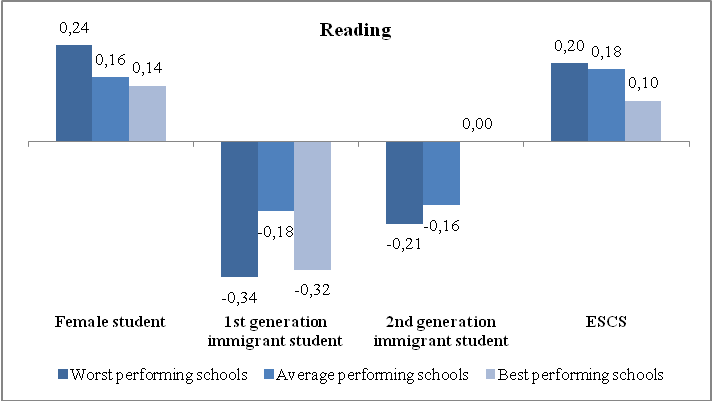 Reading
0,24
0,16
0,14
0,00
0,20
0,18
0,10
-0,34
-0,18
-0,32
-0,21
-0,16
Female student
1st generation
immigrant student
2nd generation
immigrant student
ESCS
Worst performing schools
Average performing schools
Best performing schools